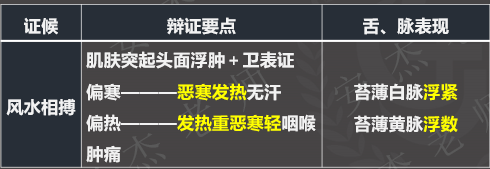 证候 辩证要点 舌、脉表现
风水相搏
肌肤突起头面浮肿＋卫表证
偏寒———恶寒发热无汗
偏热———发热重恶寒轻咽喉
肿痛
苔薄白脉浮紧
苔薄黄脉浮数